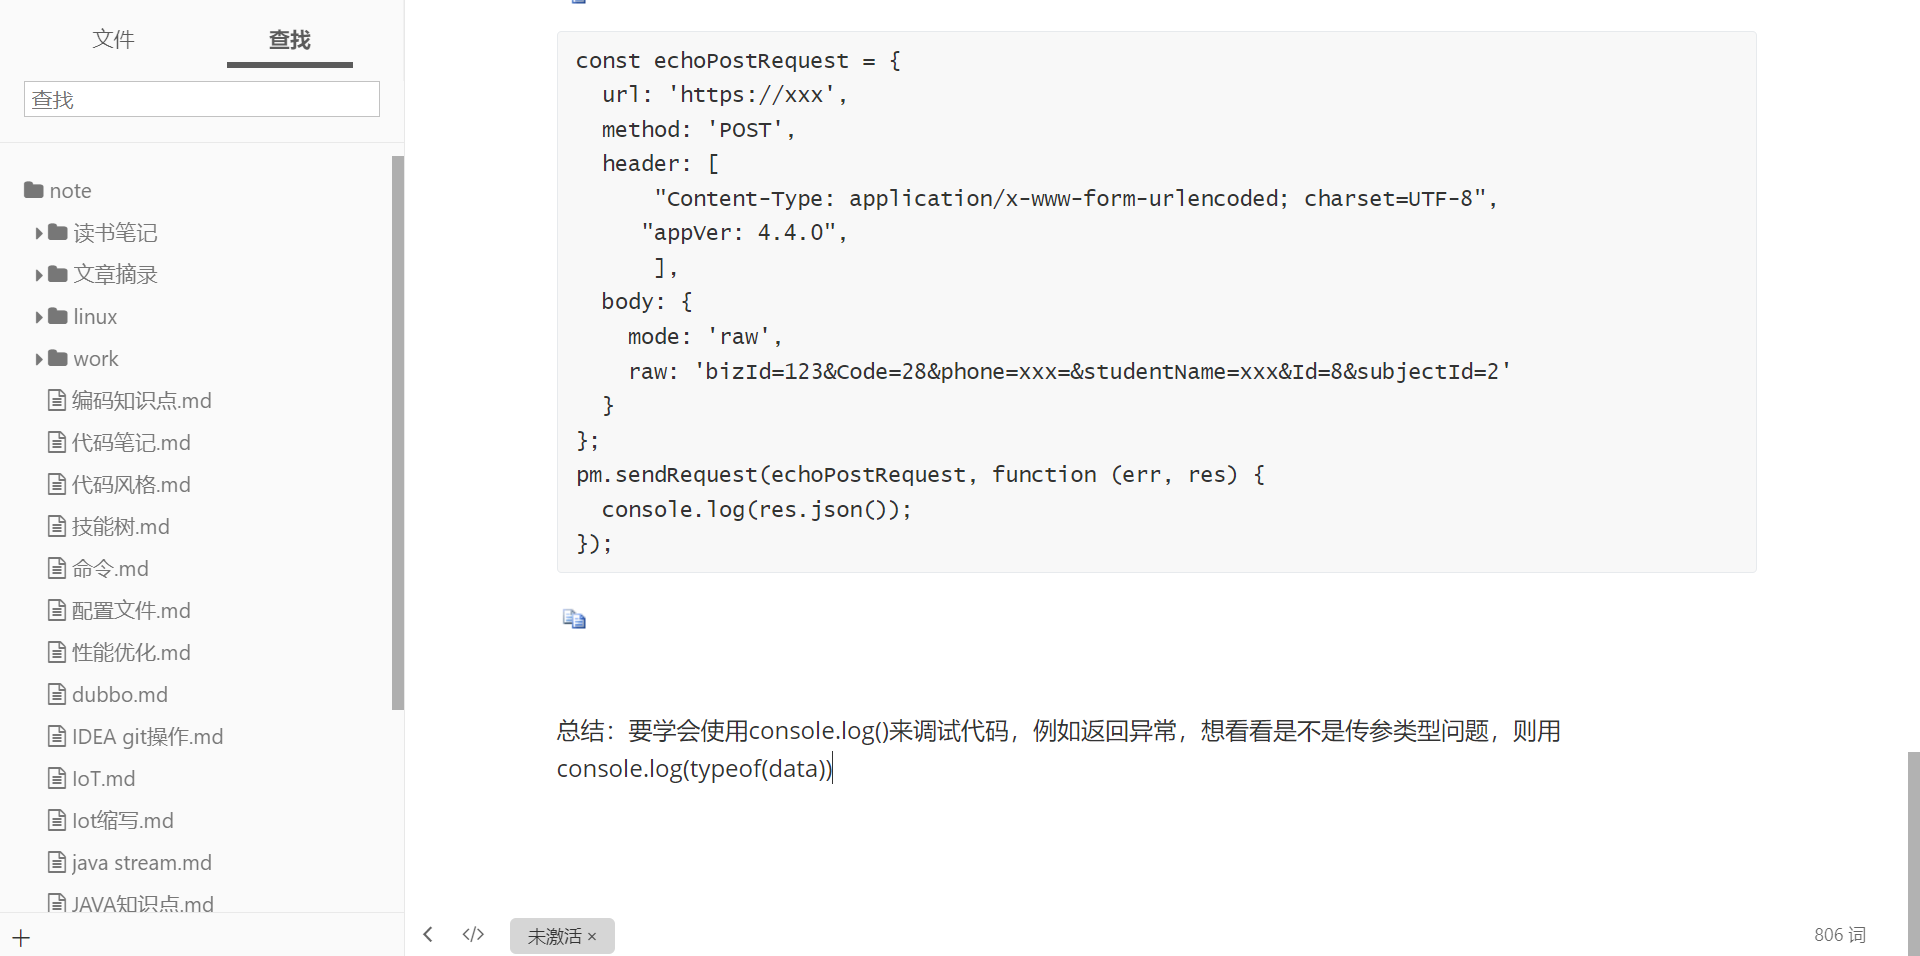 文件
查找
查找
note
读书笔记
文章摘录
linux
work
编码知识点.md
代码笔记.md
代码风格.md
技能树.md
命令.md
配置文件.md
性能优化.md
dubbo.md
IDEA git操作.md
IoT.md
Iot缩写.md
java stream.md
JAVA知识点.md
const echoPostRequest = {
  url: 'https://xxx',
  method: 'POST',
  header: [
      "Content-Type: application/x-www-form-urlencoded; charset=UTF-8",
     "appVer: 4.4.0",
      ],
  body: {
    mode: 'raw',
    raw: 'bizId=123&Code=28&phone=xxx=&studentName=xxx&Id=8&subjectId=2'
  }
};
pm.sendRequest(echoPostRequest, function (err, res) {
  console.log(res.json());
});
总结：要学会使用console.log()来调试代码，例如返回异常，想看看是不是传参类型问题，则用
console.log(typeof(data))
</>
未激活 ×
806 词